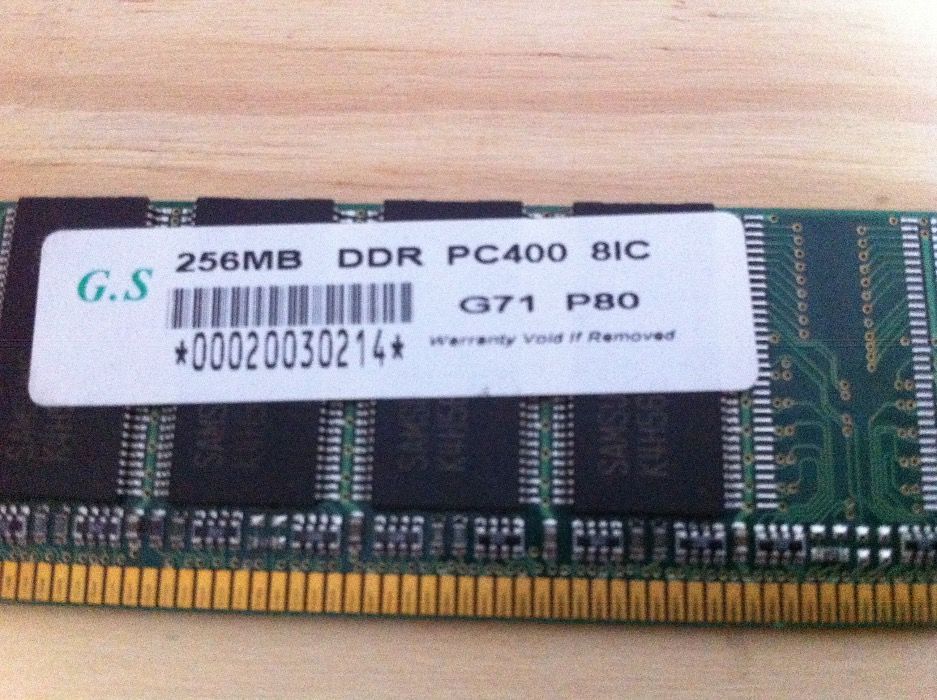 G.S
256MB DDR PC400 8IC
G71 P80
*00020030214*
Warranty Void If Removed